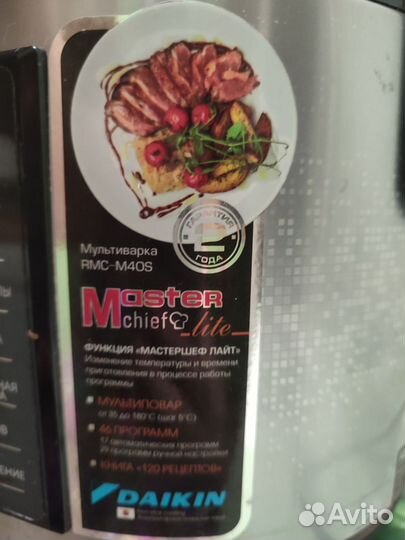 ГАРАНТИЯ
2
ГОДА
Мультиварка
RMC-M40S
Master
chief lite
ФУНКЦИЯ «МАСТЕРШЕФ ЛАЙТ»
Изменение температуры и времени
приготовления в процессе работы
программы
МУЛЬТИПОВАР
от 35 до 180°C (шаг 5°C)
46 ПРОГРАММ
17 автоматических программ
29 программ ручной настройки
КНИГА «120 РЕЦЕПТОВ»
DAIKIN
Avito